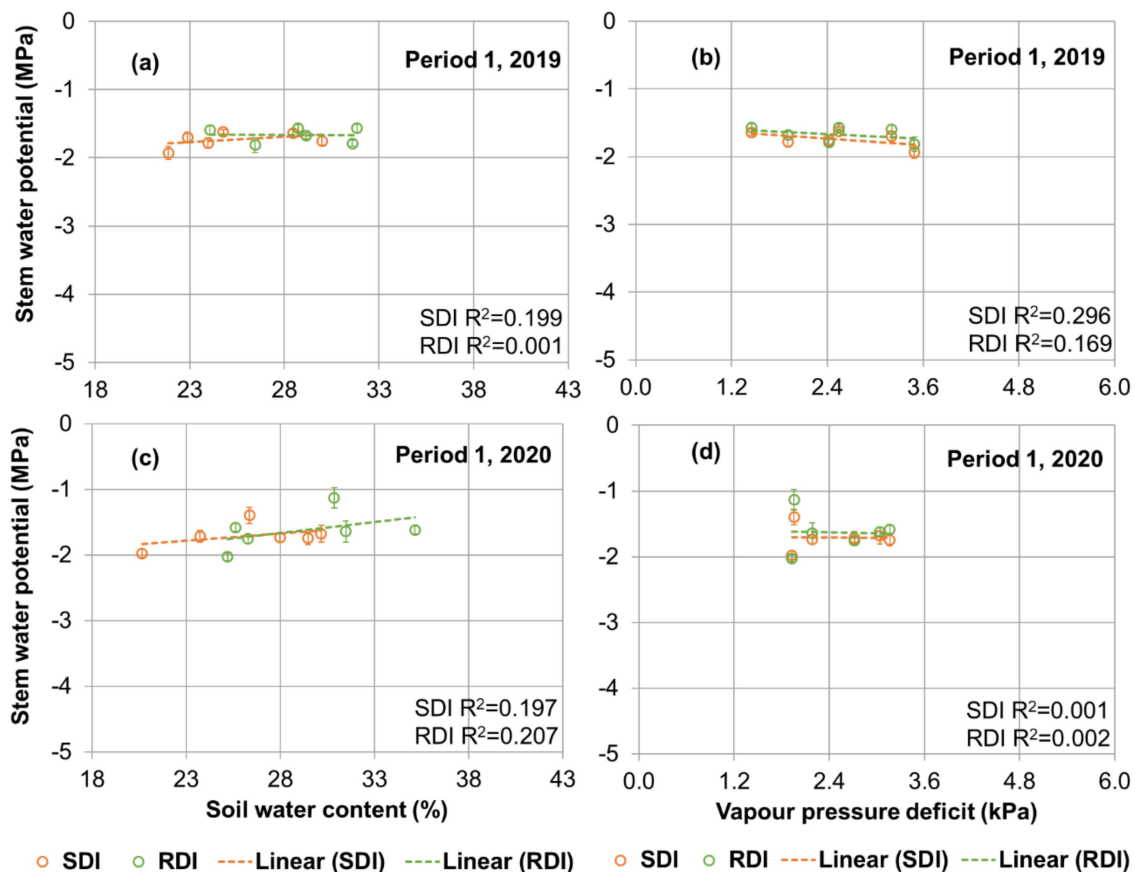 Stem water potential (MPa)
0
-1
-2
-3
-4
-5
18
23
28
33
38
43
(a)
Period 1, 2019
SDI R²=0.199
RDI R²=0.001
0
-1
-2
-3
-4
-5
0.0
1.2
2.4
3.6
4.8
6.0
(b)
Period 1, 2019
SDI R²=0.296
RDI R²=0.169
Stem water potential (MPa)
0
-1
-2
-3
-4
-5
18
23
28
33
38
43
(c)
Period 1, 2020
SDI R²=0.197
RDI R²=0.207
Soil water content (%)
0
-1
-2
-3
-4
-5
0.0
1.2
2.4
3.6
4.8
6.0
(d)
Period 1, 2020
SDI R²=0.001
RDI R²=0.002
Vapour pressure deficit (kPa)
SDI RDI Linear (SDI) Linear (RDI)
SDI RDI Linear (SDI) Linear (RDI)